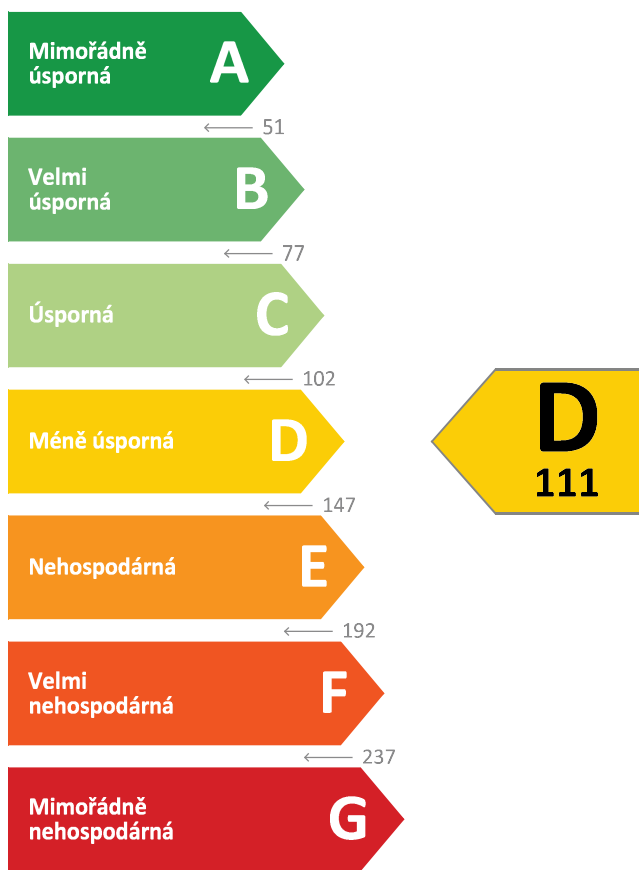 Mimořádně
úsporná
A
51
Velmi
úsporná
B
77
Úsporná
C
102
Méně úsporná
D
D
111
147
Nehospodárná
E
192
Velmi
nehospodárná
F
237
Mimořádně
nehospodárná
G